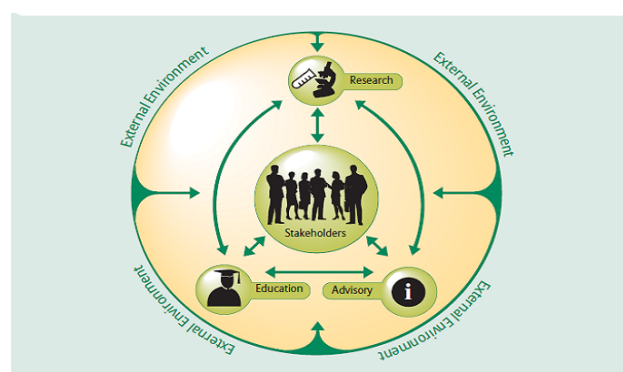 External Environment
External Environment
Research
Stakeholders
Education
Advisory
i
External Environment
External Environment